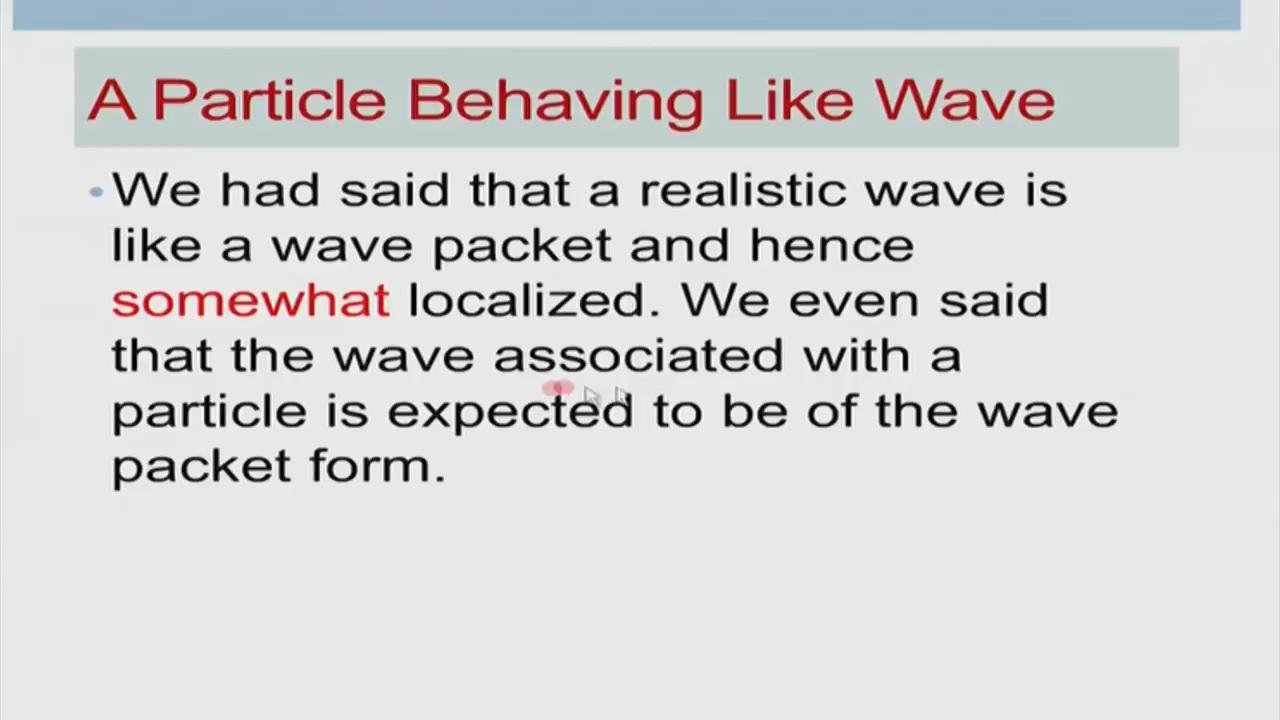 A Particle Behaving Like Wave
• We had said that a realistic wave is
like a wave packet and hence
somewhat localized. We even said
that the wave associated with a
particle is expected to be of the wave
packet form.